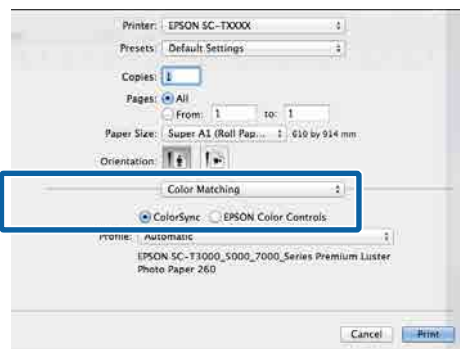 Printer: EPSON SC-TXXXX
Presets: Default Settings
Copies: 1
Pages: All
From: 1 to: 1
Paper Size: Super A1 (Roll Pap... 610 by 914 mm
Orientation:
Color Matching
ColorSync EPSON Color Controls
Profile: Automatic
EPSON SC-T3000_5000_7000_Series Premium Luster
Photo Paper 260
Cancel Print